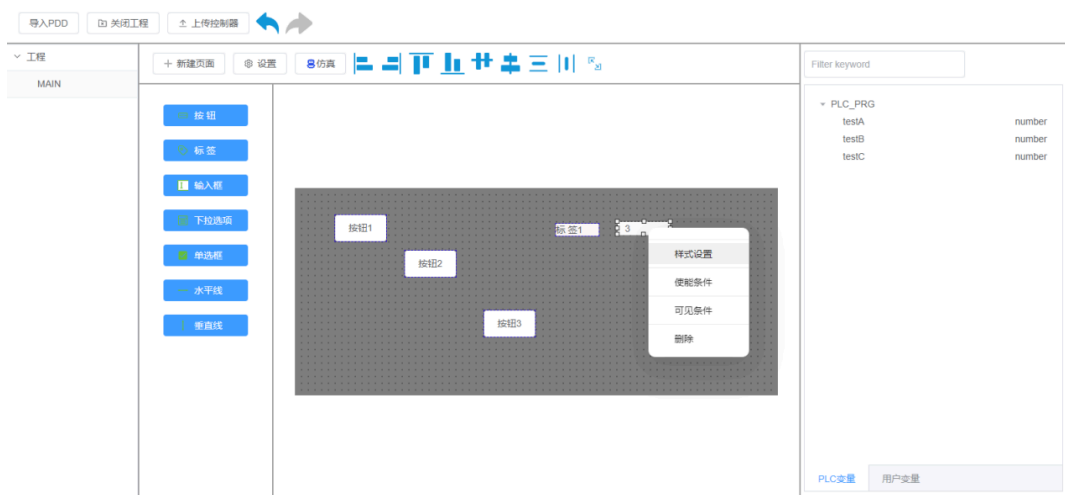 导入PDD 关闭工程 上传控制器
工程
MAIN
新建页面 设置 仿真
按 钮
标 签
输入框
下拉选项
单选框
水平线
垂直线
按钮1
按钮2
按钮3
标 签1
3
样式设置
使能条件
可见条件
删除
Filter keyword
PLC_PRG
testA number
testB number
testC number
PLC变量 用户变量